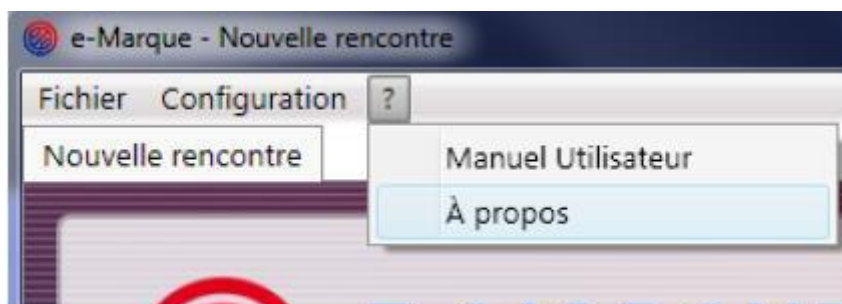 e-Marque - Nouvelle rencontre
Fichier Configuration ?
Nouvelle rencontre
Manuel Utilisateur
À propos